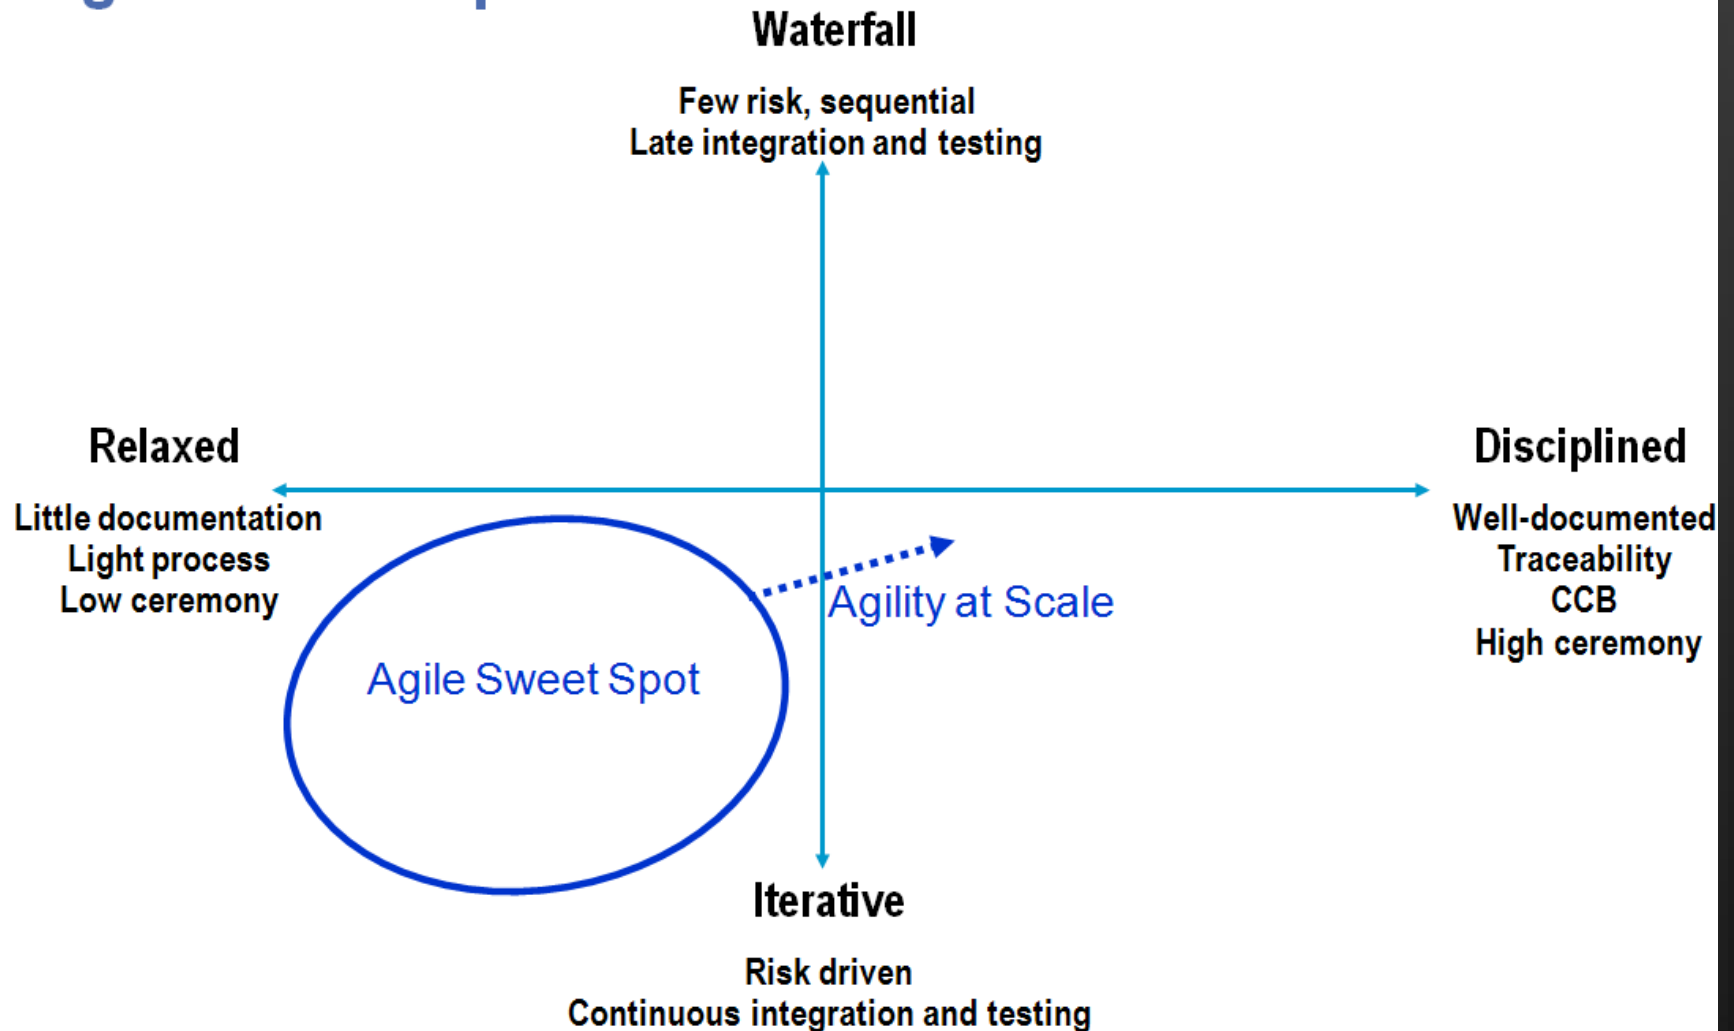 Waterfall
Few risk, sequential
Late integration and testing
Relaxed
Little documentation
Light process
Low ceremony
Disciplined
Well-documented
Traceability
CCB
High ceremony
Agility at Scale
Agile Sweet Spot
Iterative
Risk driven
Continuous integration and testing